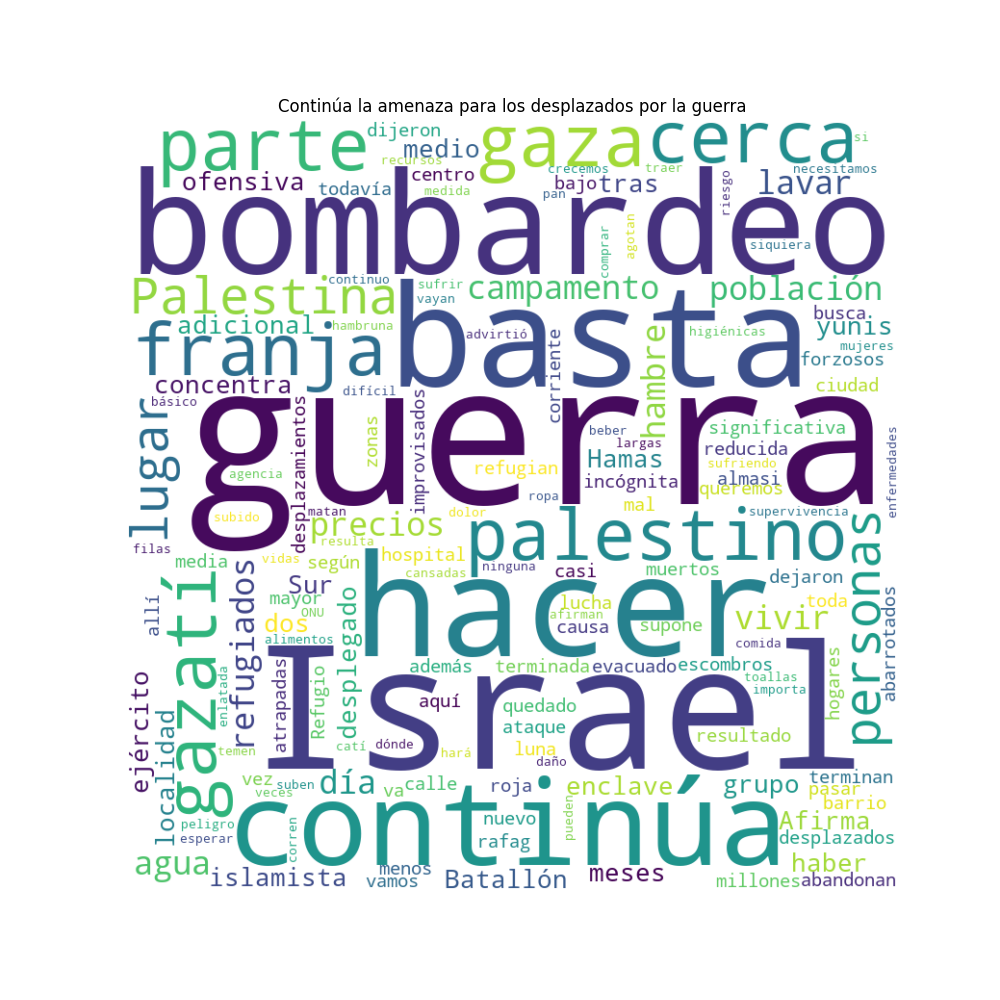 Continúa la amenaza para los desplazados por la guerra
parte
dijeron
medio
recursos
gaza
cerca
si
crecemos
traer
necesitamos
ofensiva
todavía
centro
medida
pan
bajo
tras
riesgo
lavar
bombardeo
agotan
comprar
siquiera
Palestina
continuo
sufrir
vayan
campamento
población
adicional
hambruna
franja
basta
advirtió
higiénicas
busca
yunis
mujeres
forzosos
concentra
difícil
básico
corriente
hambre
ciudad
lugar
guerra
desplazamientos
improvisados
zonas
beber
largas
significativa
reducida
Hamas
refugian
sufriendo
agencia
incógnita
almasi
queremos
enfermedades
ropa
mal
supervivencia
subido
matan
dolor
precios
palestino
personas
filas
resulta
vidas
hospital
ninguna
media
según
cansadas
casi
muertos
dejaron
gazatí
refugiados
Sur
mayor
ONU
hacer
lucha
afirman
causa
supone
vivir
toda
abarrotados
allí
dos
alimentos
desplegado
comida
además
terminada
evacuado
escombros
toallas
importa
hogares
ejército
enlatada
atrapadas
Refugio
Israel
aquí
quedado
ataque
resultado
temen
catí
dónde
hará
luna
daño
localidad
vez
veces
suben
día
va
calle
roja
enclave
grupo
terminan
pasar
barrio
peligro
esperar
corren
continúa
nuevo
rafag
pueden
Afirma
desplazados
agua
islamista
menos
vamos
Batallón
meses
haber
millones
abandonan